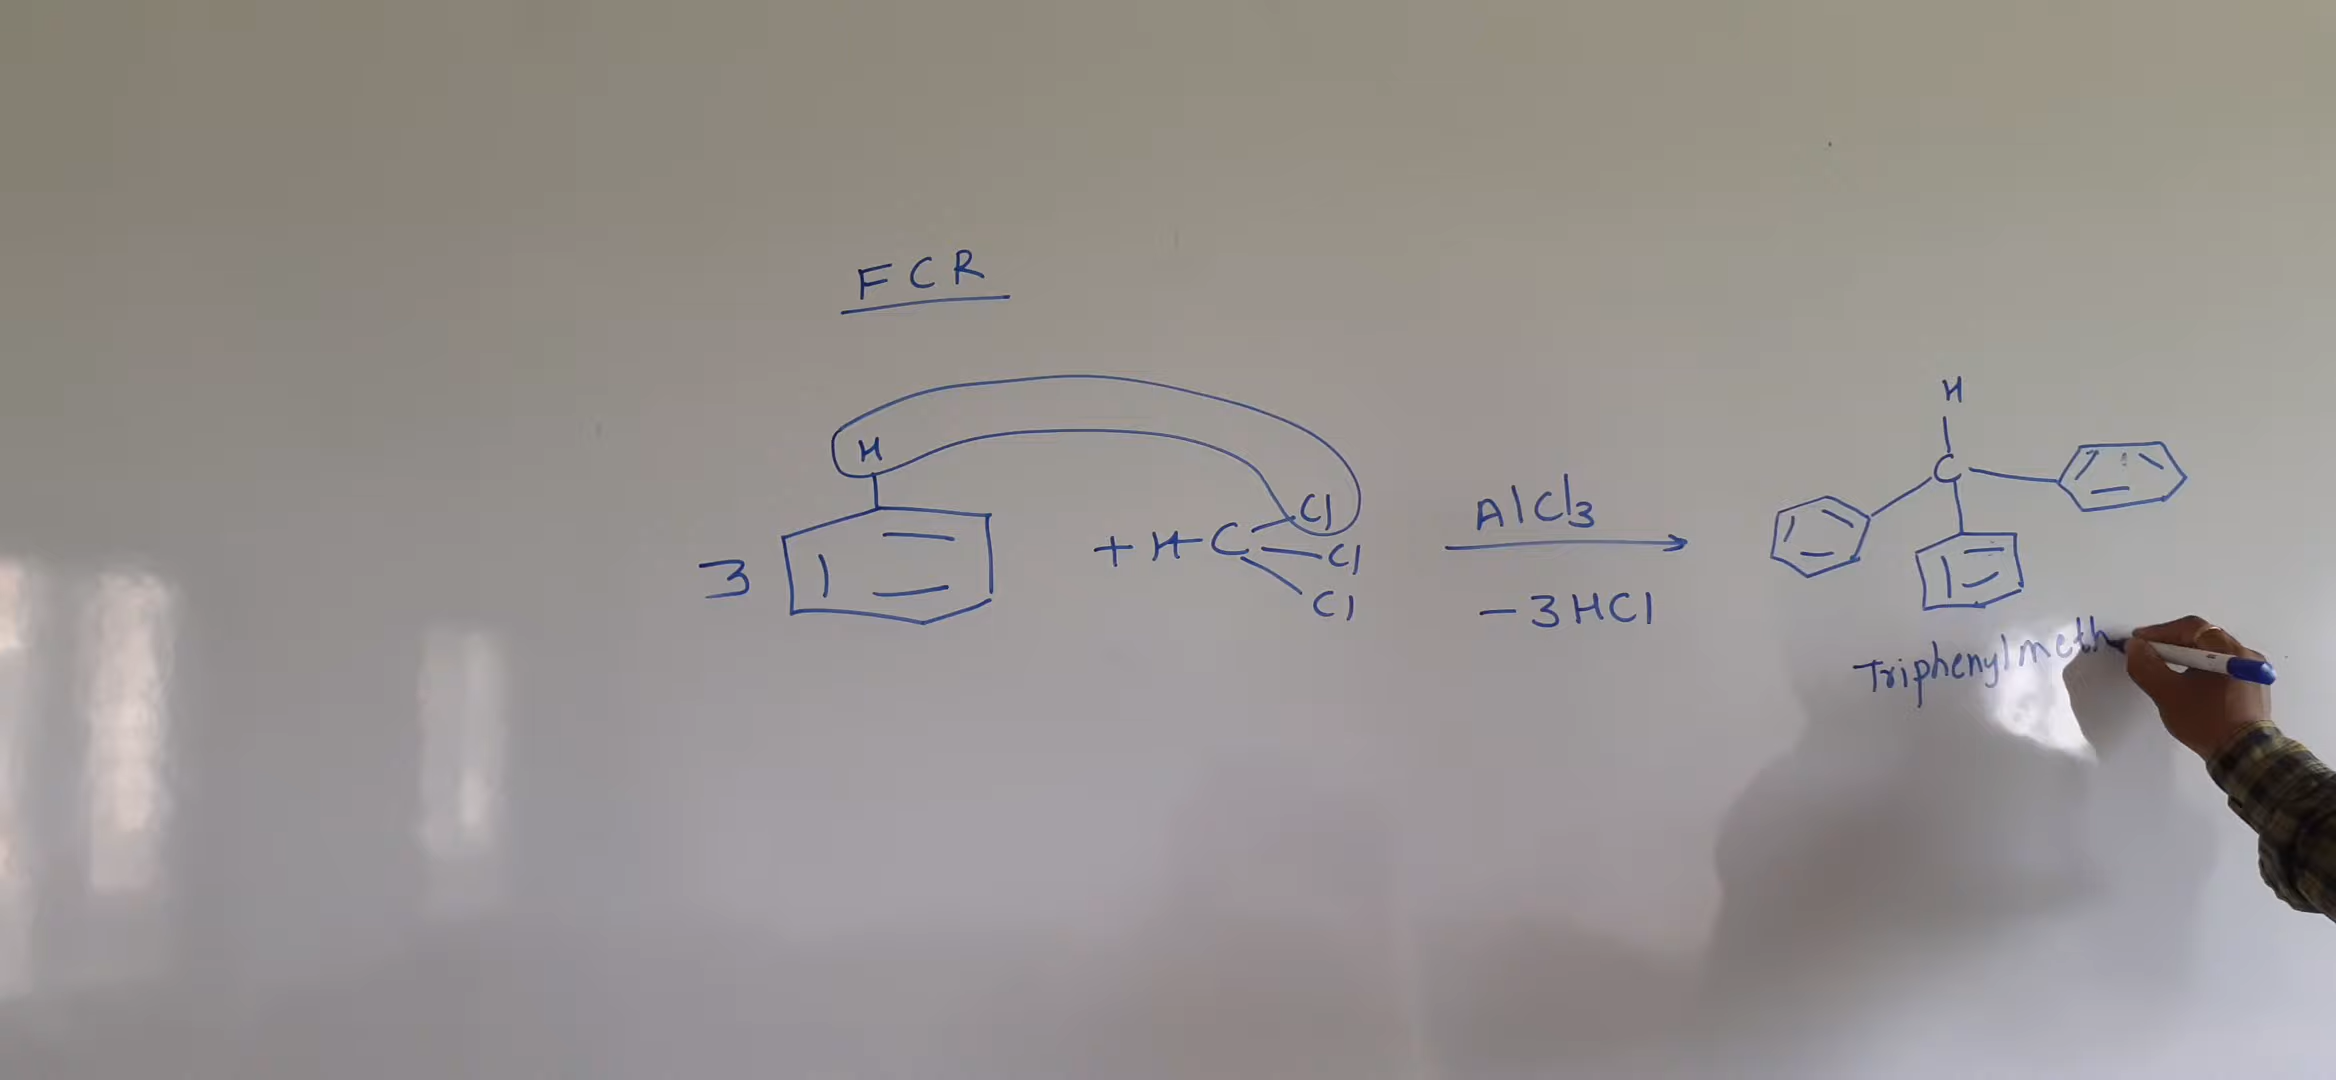 FCR
H
3 + H-C Cl Cl Cl AlCl3 -3HCl
H
C
Triphenylmeth